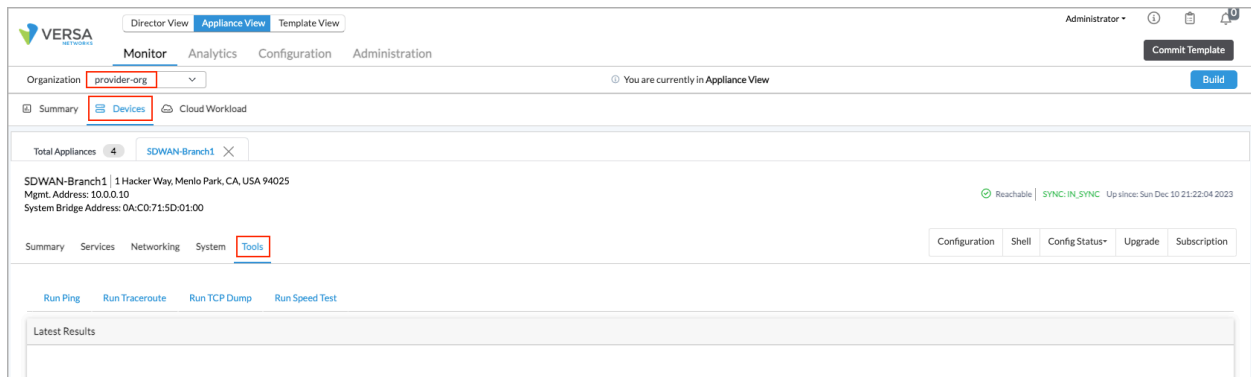 Director View Appliance View Template View
Administrator
0
VERSA
NETWORKS
Monitor Analytics Configuration Administration
Commit Template
Organization provider-org
You are currently in Appliance View
Build
Summary Devices Cloud Workload
Total Appliances 4 SDWAN-Branch1
SDWAN-Branch1 | 1 Hacker Way, Menlo Park, CA, USA 94025
Mgmt. Address: 10.0.0.10
System Bridge Address: 0A:C0:71:5D:01:00
Reachable | SYNC: IN_SYNC Up since: Sun Dec 10 21:22:04 2023
Summary Services Networking System Tools
Configuration Shell Config Status Upgrade Subscription
Run Ping Run Traceroute Run TCP Dump Run Speed Test
Latest Results